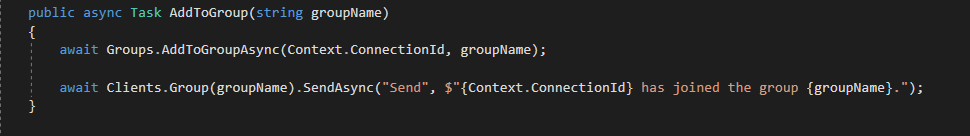 public async Task AddToGroup(string groupName)
{
    await Groups.AddToGroupAsync(Context.ConnectionId, groupName);
    await Clients.Group(groupName).SendAsync("Send", $"{Context.ConnectionId} has joined the group {groupName}.");
}